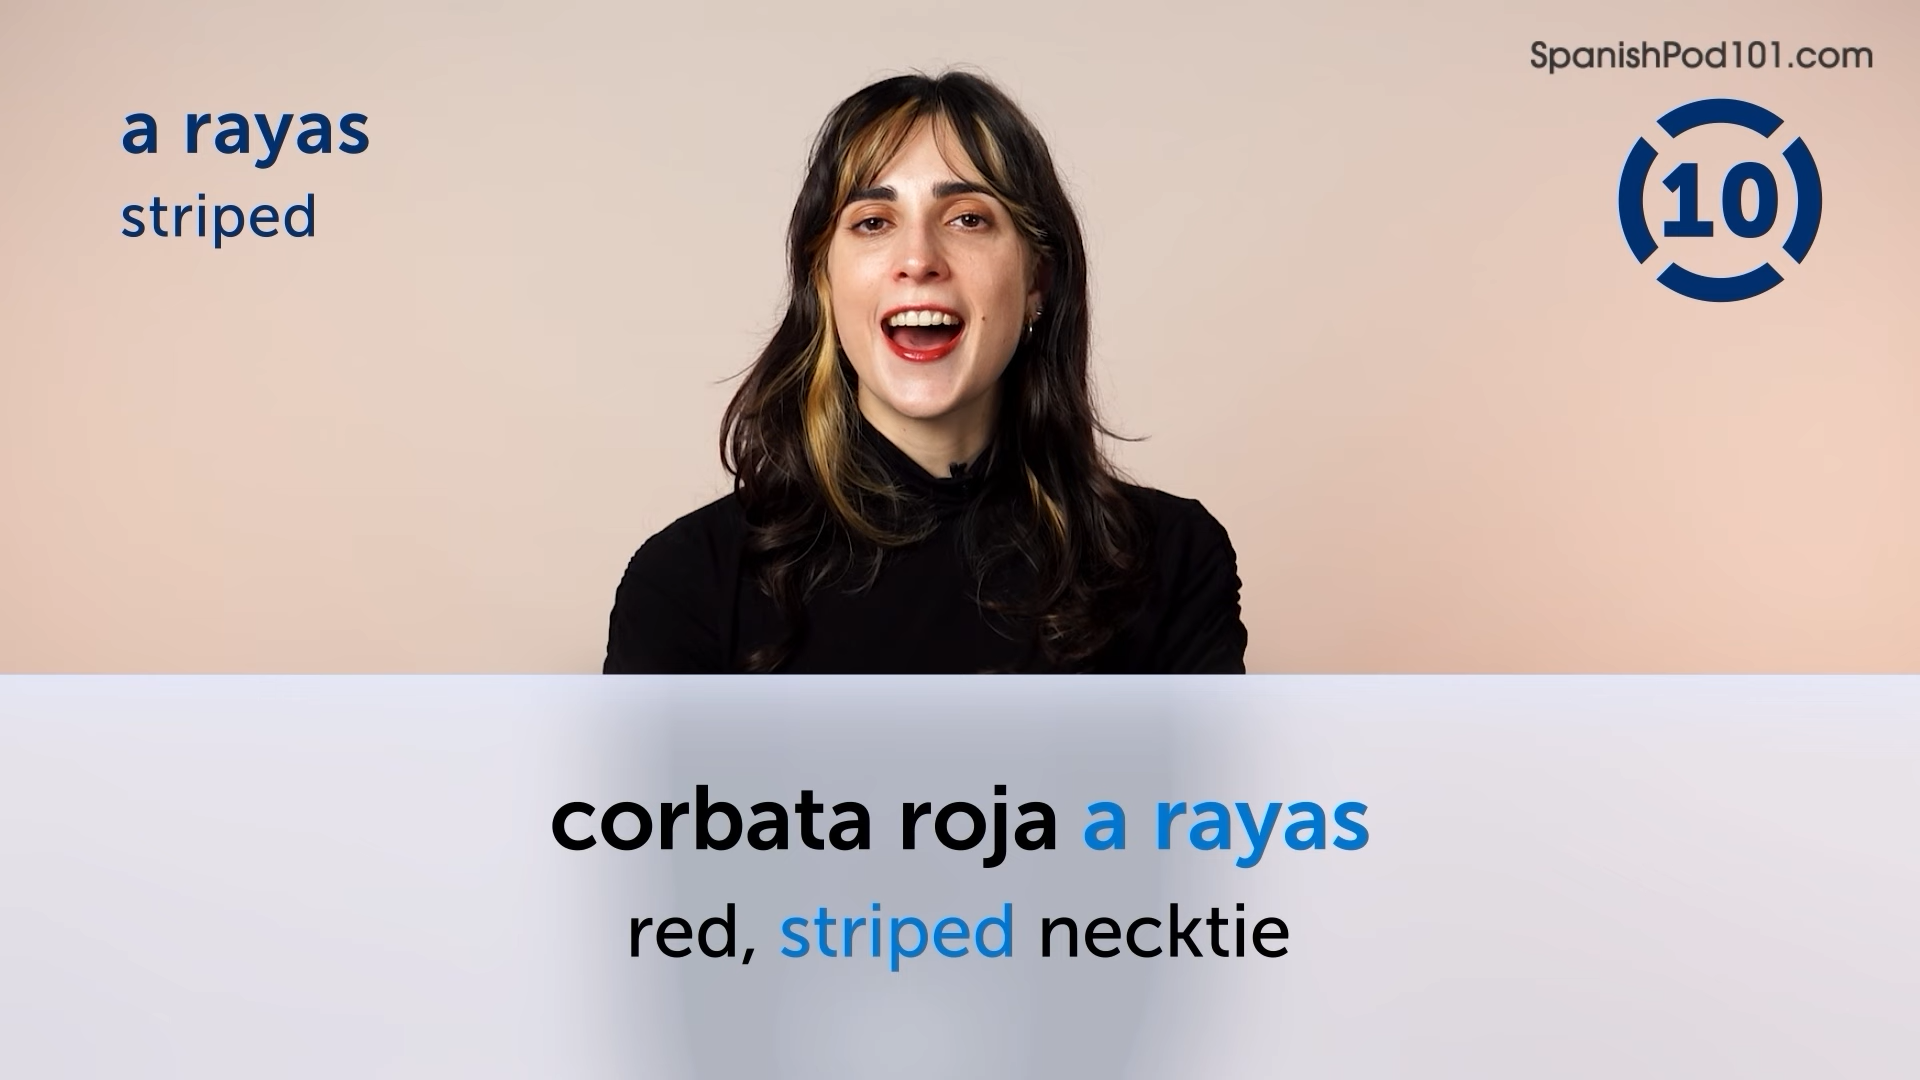 SpanishPod101.com
a rayas
striped
10
corbata roja a rayas
red, striped necktie